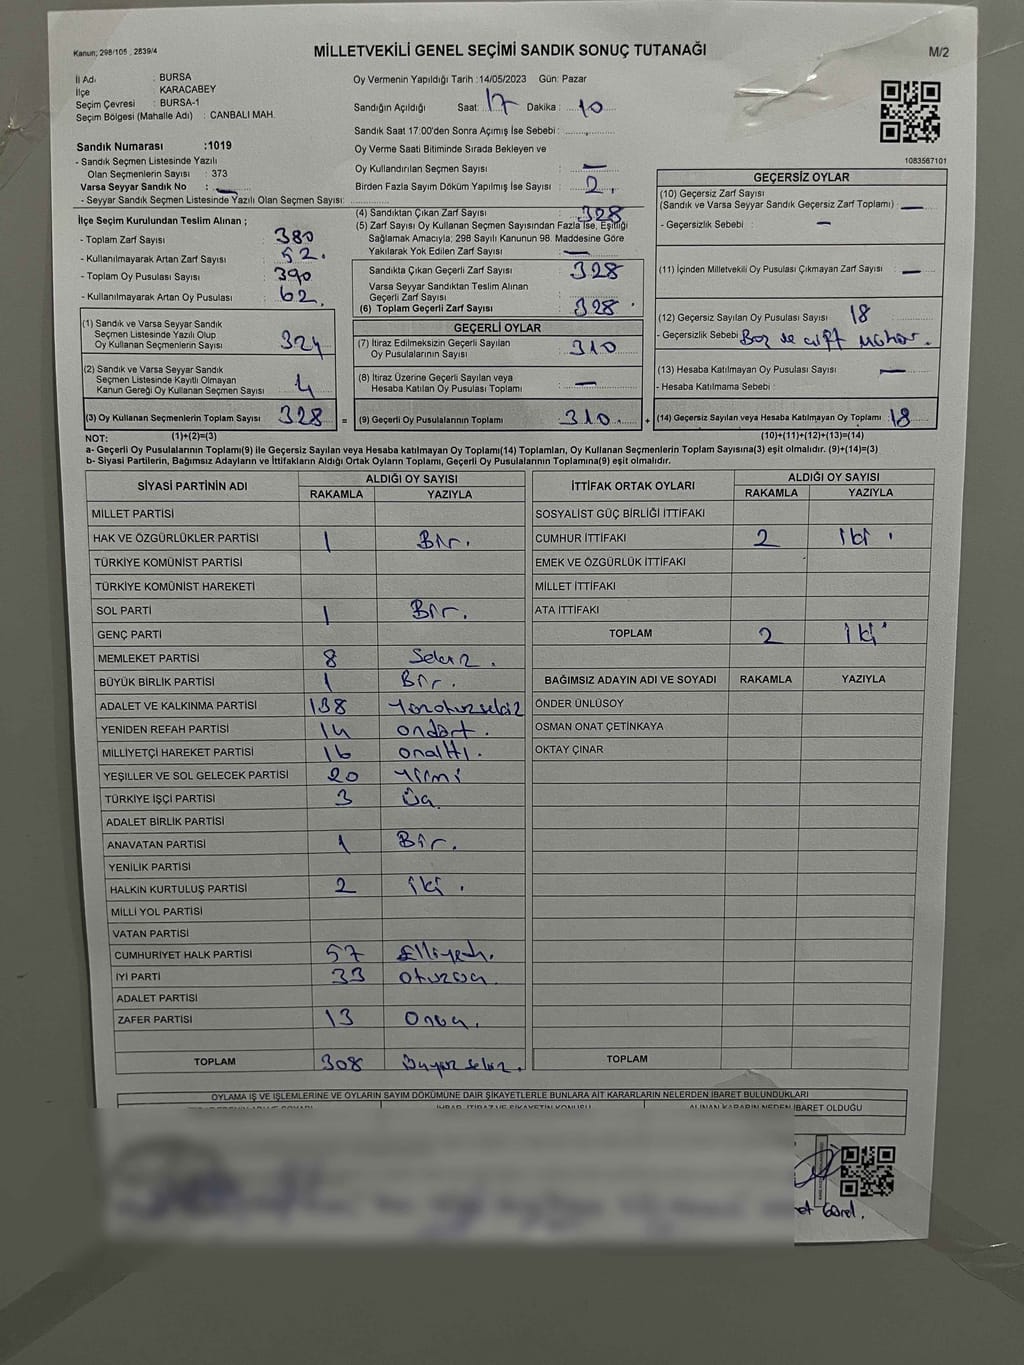 Kanun; 298/105 , 2839/4
MİLLETVEKİLİ GENEL SEÇİMİ SANDIK SONUÇ TUTANAĞI
M/2
İl Adı : BURSA
İlçe : KARACABEY
Seçim Çevresi : BURSA-1
Seçim Bölgesi (Mahalle Adı) : CANBALI MAH.
Sandık Numarası :1019
- Sandık Seçmen Listesinde Yazılı
Olan Seçmenlerin Sayısı : 373
Varsa Seyyar Sandık No : —
- Seyyar Sandık Seçmen Listesinde Yazılı Olan Seçmen Sayısı:
Oy Vermenin Yapıldığı Tarih :14/05/2023 Gün: Pazar
Sandığın Açıldığı Saat: 17 Dakika : 10
Sandık Saat 17:00'den Sonra Açımış İse Sebebi :
Oy Verme Saati Bitiminde Sırada Bekleyen ve
Oy Kullandırılan Seçmen Sayısı : —
Birden Fazla Sayım Döküm Yapılmış İse Sayısı : 2.
1083567101
İlçe Seçim Kurulundan Teslim Alınan ;
- Toplam Zarf Sayısı : 380
- Kullanılmayarak Artan Zarf Sayısı : 52.
- Toplam Oy Pusulası Sayısı : 390
- Kullanılmayarak Artan Oy Pusulası : 62.
(1) Sandık ve Varsa Seyyar Sandık
Seçmen Listesinde Yazılı Olup
Oy Kullanan Seçmenlerin Sayısı : 324
(2) Sandık ve Varsa Seyyar Sandık
Seçmen Listesinde Kayıtlı Olmayan
Kanun Gereği Oy Kullanan Seçmen Sayısı : 4
(3) Oy Kullanan Seçmenlerin Toplam Sayısı 328 =
(4) Sandıktan Çıkan Zarf Sayısı : 328
(5) Zarf Sayısı Oy Kullanan Seçmen Sayısından Fazla İse, Eşitliği
Sağlamak Amacıyla; 298 Sayılı Kanunun 98. Maddesine Göre
Yakılarak Yok Edilen Zarf Sayısı : —
Sandıkta Çıkan Geçerli Zarf Sayısı : 328
Varsa Seyyar Sandıktan Teslim Alınan
Geçerli Zarf Sayısı
(6) Toplam Geçerli Zarf Sayısı : 328.
GEÇERLİ OYLAR
(7) İtiraz Edilmeksizin Geçerli Sayılan
Oy Pusulalarının Sayısı : 310
(8) İtiraz Üzerine Geçerli Sayılan veya
Hesaba Katılan Oy Pusulası Toplamı : —
(9) Geçerli Oy Pusulalarının Toplamı : 310 +
GEÇERSİZ OYLAR
(10) Geçersiz Zarf Sayısı
(Sandık ve Varsa Seyyar Sandık Geçersiz Zarf Toplamı) : —
- Geçersizlik Sebebi : —
(11) İçinden Milletvekili Oy Pusulası Çıkmayan Zarf Sayısı : —
(12) Geçersiz Sayılan Oy Pusulası Sayısı : 18
- Geçersizlik Sebebi : Boş ve çift mühür.
(13) Hesaba Katılmayan Oy Pusulası Sayısı : —
- Hesaba Katılmama Sebebi :
(14) Geçersiz Sayılan veya Hesaba Katılmayan Oy Toplamı : 18
NOT: (1)+(2)=(3) (10)+(11)+(12)+(13)=(14)
a- Geçerli Oy Pusulalarının Toplamı(9) ile Geçersiz Sayılan veya Hesaba katılmayan Oy Toplamı(14) Toplamları, Oy Kullanan Seçmenlerin Toplam Sayısına(3) eşit olmalıdır. (9)+(14)=(3)
b- Siyasi Partilerin, Bağımsız Adayların ve İttifakların Aldığı Ortak Oyların Toplamı, Geçerli Oy Pusulalarının Toplamına(9) eşit olmalıdır.
SİYASİ PARTİNİN ADI ALDIĞI OY SAYISI
RAKAMLA YAZIYLA
MİLLET PARTİSİ
HAK VE ÖZGÜRLÜKLER PARTİSİ 1 Bir.
TÜRKİYE KOMÜNİST PARTİSİ
TÜRKİYE KOMÜNİST HAREKETİ
SOL PARTİ 1 Bir.
GENÇ PARTİ
MEMLEKET PARTİSİ 8 Sekiz.
BÜYÜK BİRLİK PARTİSİ 1 Bir.
ADALET VE KALKINMA PARTİSİ 138 Yüzotuzsekiz
YENİDEN REFAH PARTİSİ 14 ondört.
MİLLİYETÇİ HAREKET PARTİSİ 16 onaltı.
YEŞİLLER VE SOL GELECEK PARTİSİ 20 Yirmi
TÜRKİYE İŞÇİ PARTİSİ 3 Üç
ADALET BİRLİK PARTİSİ
ANAVATAN PARTİSİ 1 Bir.
YENİLİK PARTİSİ
HALKIN KURTULUŞ PARTİSİ 2 iki.
MİLLİ YOL PARTİSİ
VATAN PARTİSİ
CUMHURİYET HALK PARTİSİ 57 Elliyedi.
İYİ PARTİ 33 otuzüç.
ADALET PARTİSİ
ZAFER PARTİSİ 13 Onüç.
TOPLAM 308 Üçyüz sekiz.
İTTİFAK ORTAK OYLARI ALDIĞI OY SAYISI
RAKAMLA YAZIYLA
SOSYALİST GÜÇ BİRLİĞİ İTTİFAKI
CUMHUR İTTİFAKI 2 iki.
EMEK VE ÖZGÜRLÜK İTTİFAKI
MİLLET İTTİFAKI
ATA İTTİFAKI
TOPLAM 2 iki
BAĞIMSIZ ADAYIN ADI VE SOYADI RAKAMLA YAZIYLA
ÖNDER ÜNLÜSOY
OSMAN ONAT ÇETİNKAYA
OKTAY ÇINAR
TOPLAM
OYLAMA İŞ VE İŞLEMLERİNE VE OYLARIN SAYIM DÖKÜMÜNE DAİR ŞİKAYETLERLE BUNLARA AİT KARARLARIN NELERDEN İBARET BULUNDUKLARI
İHBAR, İTİRAZ VE ŞİKAYETİN KONUSU ALINAN KARARIN NEDEN İBARET OLDUĞU